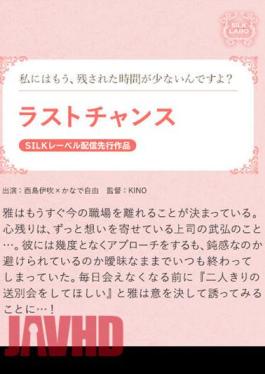 SILK
LABO
私にはもう、残された時間が少ないんですよ?
ラストチャンス
SILKレーベル配信先行作品
出演：西島伊吹×かなで自由　監督：KINO
雅はもうすぐ今の職場を離れることが決まっている。
心残りは、ずっと想いを寄せている上司の武弘のこ
と…。彼には幾度となくアプローチをするも、鈍感なのか
避けられているのか曖昧なままでいつも終わって
しまっていた。毎日会えなくなる前に『二人きりの
送別会をしてほしい』と雅は意を決して誘ってみる
ことに…！
JAVHD